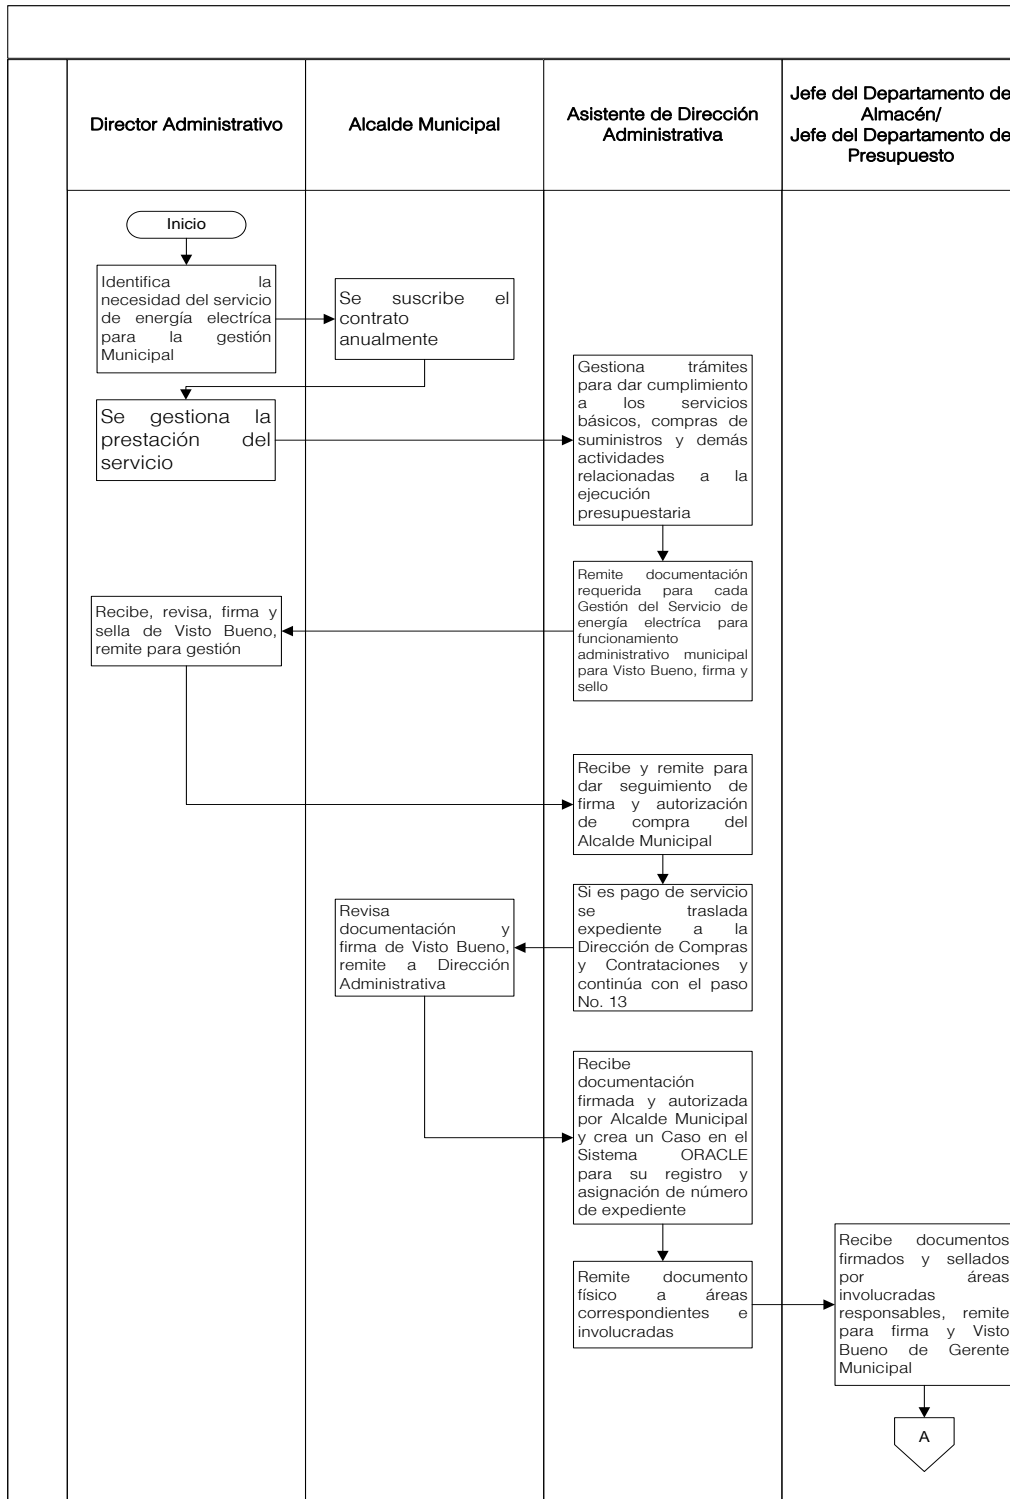 Director Administrativo
Alcalde Municipal
Asistente de Dirección
Administrativa
Jefe del Departamento de
Almacén/
Jefe del Departamento de
Presupuesto
Inicio
Identifica la
necesidad del servicio
de energía electríca
para la gestión
Municipal
Se suscribe el
contrato
anualmente
Se gestiona la
prestación del
servicio
Gestiona trámites
para dar cumplimiento
a los servicios
básicos, compras de
suministros y demás
actividades
relacionadas a la
ejecución
presupuestaria
Remite documentación
requerida para cada
Gestión del Servicio de
energía electrica para
funcionamiento
administrativo municipal
para Visto Bueno, firma y
sello
Recibe, revisa, firma y
sella de Visto Bueno,
remite para gestión
Recibe y remite para
dar seguimiento de
firma y autorización
de compra del
Alcalde Municipal
Si es pago de servicio
se traslada
expediente a la
Dirección de Compras
y Contrataciones y
continúa con el paso
No. 13
Revisa
documentación y
firma de Visto Bueno,
remite a Dirección
Administrativa
Recibe
documentación
firmada y autorizada
por Alcalde Municipal
y crea un Caso en el
Sistema ORACLE
para su registro y
asignación de número
de expediente
Remite documento
físico a áreas
correspondientes e
involucradas
Recibe documentos
firmados y sellados
por áreas
involucradas
responsables, remite
para firma y Visto
Bueno de Gerente
Municipal
A